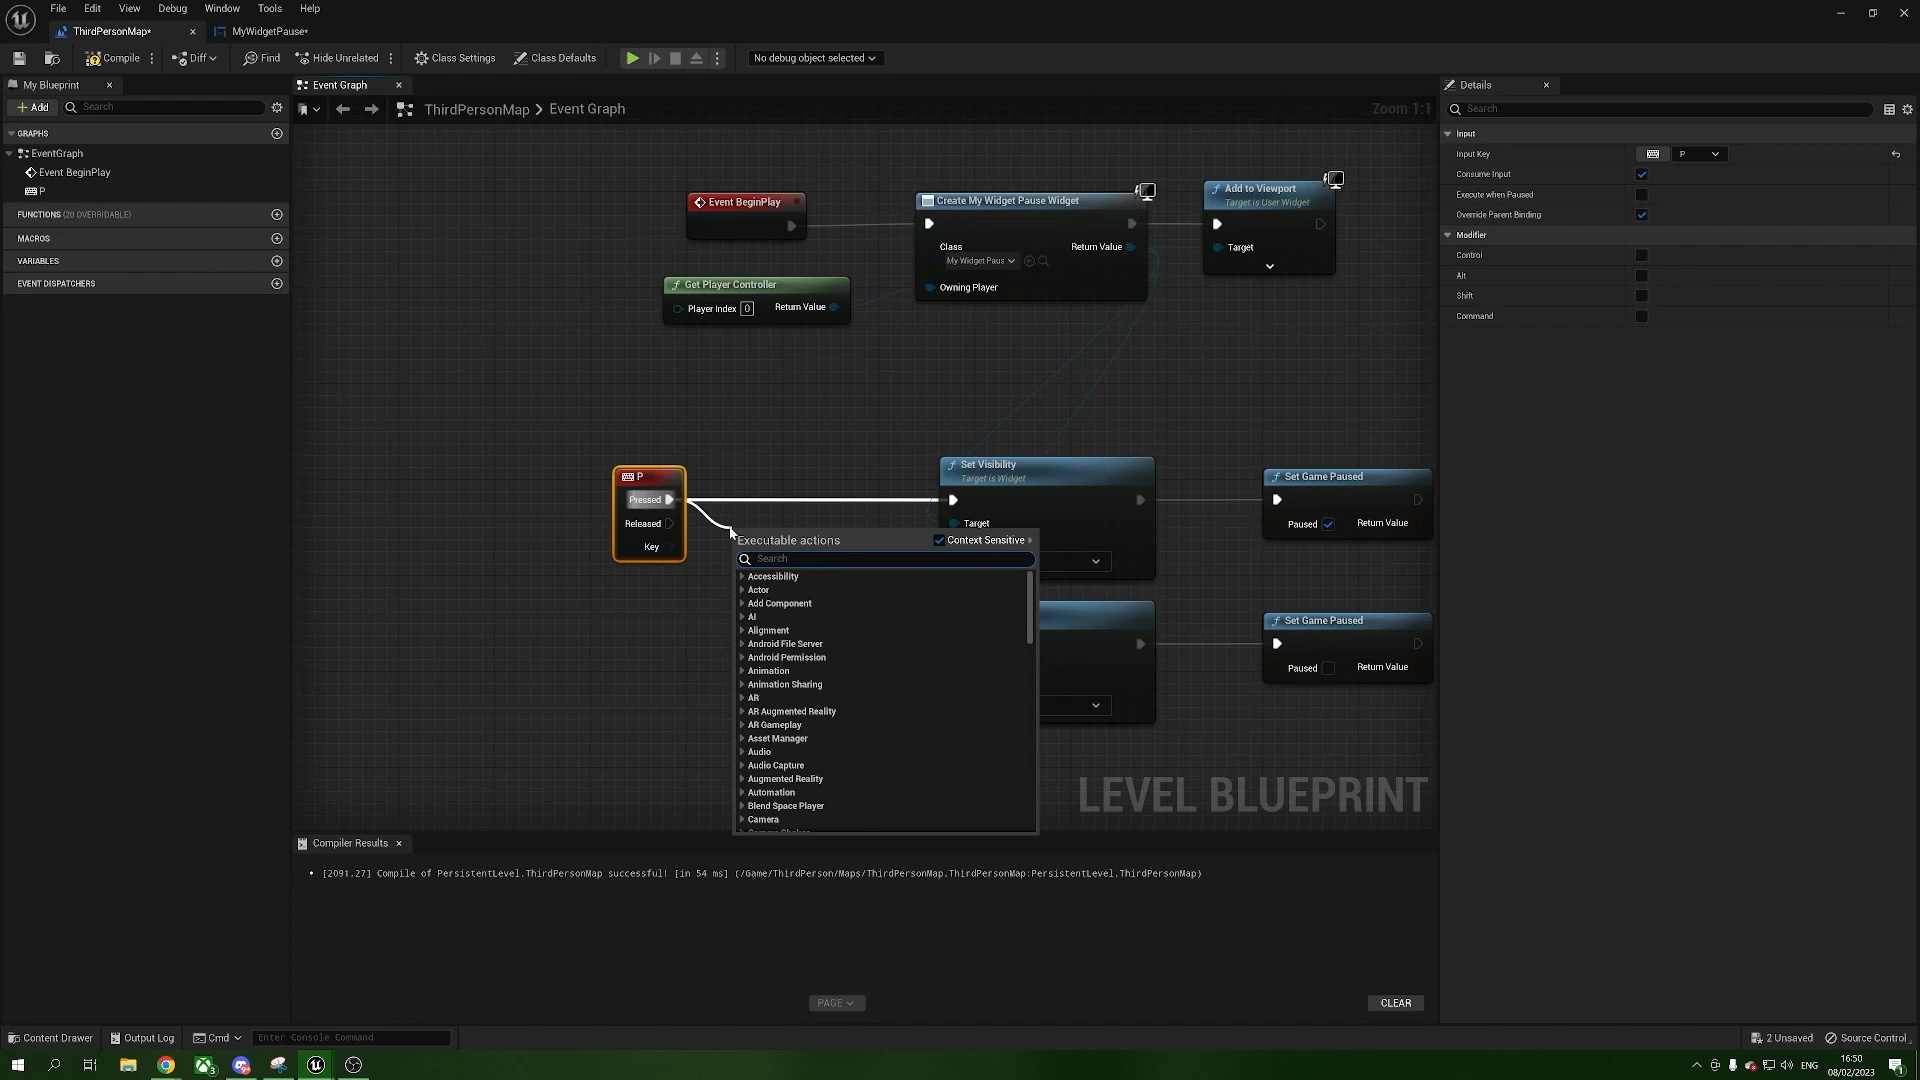 File Edit View Debug Window Tools Help
ThirdPersonMap*
MyWidgetPause*
Compile
Diff
Find
Hide Unrelated
Class Settings
Class Defaults
No debug object selected
My Blueprint
Event Graph
Details
Add
Search
ThirdPersonMap > Event Graph
Zoom 1:1
Search
GRAPHS
EventGraph
Event BeginPlay
P
FUNCTIONS (20 OVERRIDABLE)
MACROS
VARIABLES
EVENT DISPATCHERS
Input
Input Key
P
Consume Input
Execute when Paused
Override Parent Binding
Modifier
Control
Alt
Shift
Command
Event BeginPlay
Create My Widget Pause Widget
Class
Return Value
My Widget Paus
Owning Player
Add to Viewport
Target is User Widget
Target
Get Player Controller
Player Index 0
Return Value
P
Pressed
Released
Key
Set Visibility
Target is Widget
Target
Set Game Paused
Paused
Return Value
Set Game Paused
Paused
Return Value
Executable actions
Context Sensitive
Search
Accessibility
Actor
Add Component
AI
Alignment
Android File Server
Android Permission
Animation
Animation Sharing
AR
AR Augmented Reality
AR Gameplay
Asset Manager
Audio
Audio Capture
Augmented Reality
Automation
Blend Space Player
Camera
LEVEL BLUEPRINT
Compiler Results
[2091.27] Compile of PersistentLevel.ThirdPersonMap successful! [in 54 ms] (/Game/ThirdPerson/Maps/ThirdPersonMap.ThirdPersonMap:PersistentLevel.ThirdPersonMap)
PAGE
CLEAR
Content Drawer
Output Log
Cmd
Enter Console Command
2 Unsaved
Source Control
ENG
16:50
08/02/2023